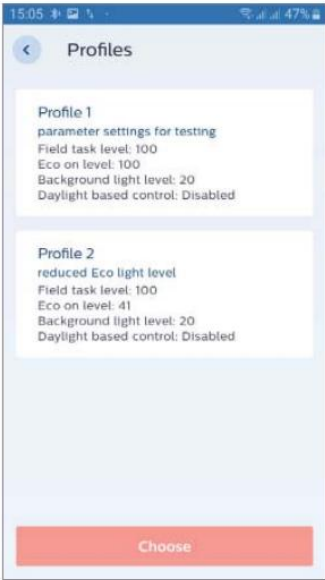 15:05 47%
Profiles
Profile 1
parameter settings for testing
Field task level: 100
Eco on level: 100
Background light level: 20
Daylight based control: Disabled
Profile 2
reduced Eco light level
Field task level: 100
Eco on level: 41
Background light level: 20
Daylight based control: Disabled
Choose